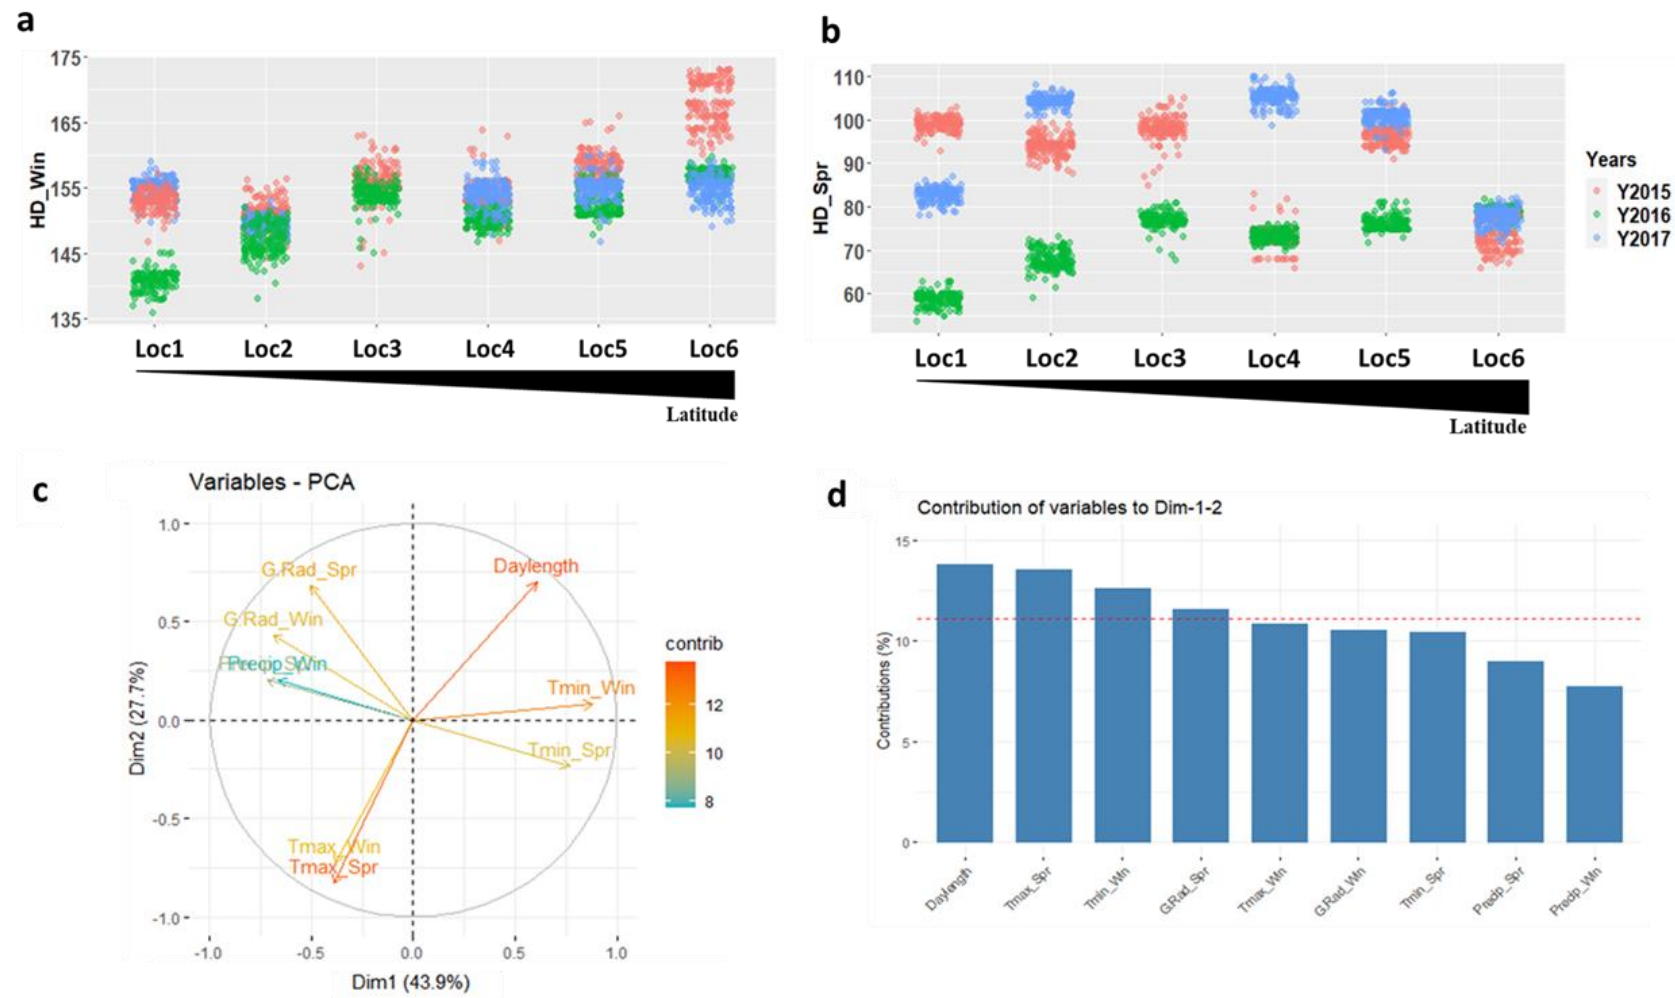 a
175
165
155
145
135
HD_Win
Loc1 Loc2 Loc3 Loc4 Loc5 Loc6
Latitude
b
110
100
90
80
70
60
HD_Spr
Loc1 Loc2 Loc3 Loc4 Loc5 Loc6
Latitude
Years
Y2015
Y2016
Y2017
c
Variables - PCA
1.0
0.5
0.0
-0.5
-1.0
Dim2 (27.7%)
G.Rad_Spr
Daylength
G.Rad_Win
Precip_Win
Tmin_Win
Tmin_Spr
Tmax_Win
Tmax_Spr
-1.0 -0.5 0.0 0.5 1.0
Dim1 (43.9%)
contrib
12
10
8
d
Contribution of variables to Dim-1-2
15
10
5
0
Contributions (%)
Daylength
Tmax_Spr
Tmin_Win
G.Rad_Spr
Tmax_Win
G.Rad_Win
Tmin_Spr
Precip_Spr
Precip_Win